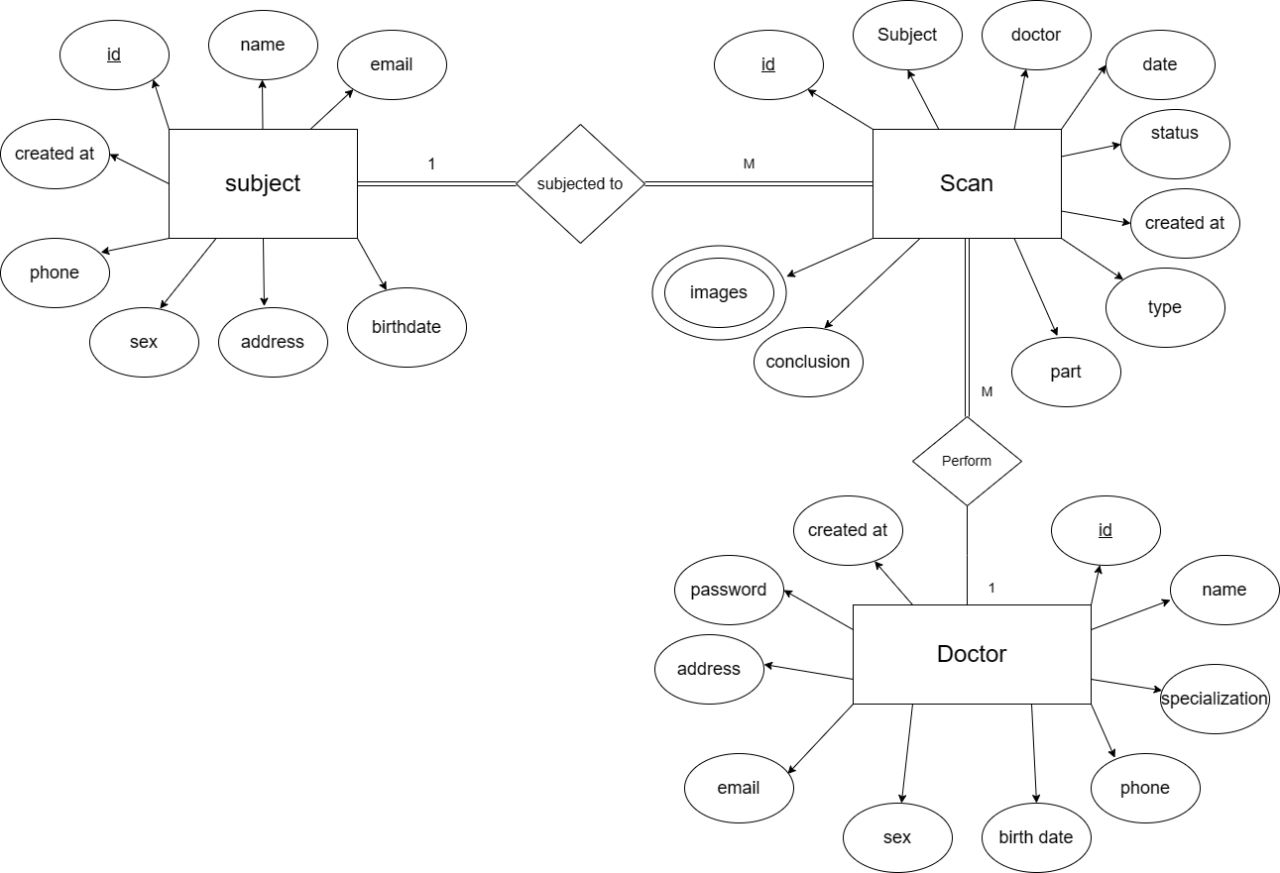 id
name
email
created at
subject
phone
sex
address
birthdate
1
subjected to
M
id
Subject
doctor
date
status
Scan
created at
images
type
conclusion
part
M
Perform
1
created at
id
password
name
address
Doctor
specialization
email
phone
sex
birth date